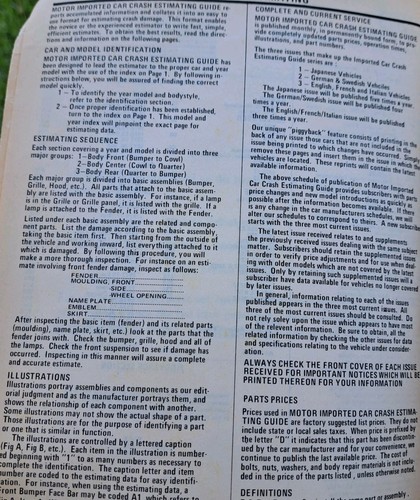 MOTOR IMPORTED CAR CRASH ESTIMATING GUIDE re-
ports accumulated information and collates it into an easy to
use format for estimating crash damage. This format
the novice or the experienced estimator to write fast, simple
efficient estimates. To obtain the best results, read the direc-
tions and information on the following pages.
CAR AND MODEL IDENTIFICATION
MOTOR IMPORTED CAR CRASH ESTIMATING GUIDE has
been designed to lead the estimator to the proper car and year
model with the use of the index on Page 1. By following in-
structions below, you will be assured of finding the correct
model quickly.
1 – To identify the year model and bodystyle,
refer to the identification section.
2 – Once proper identification has been established,
turn to the index on Page 1. This model and
year index will pinpoint the exact page for
estimating data.
ESTIMATING SEQUENCE
Each section covering a year and model is divided into three
major groups: 1–Body Front (Bumper to Cowl)
2–Body Center (Cowl to Quarter)
3–Body Rear (Quarter to Bumper)
Each major group is divided into basic assemblies (Bumper,
Grille, Hood, etc.). All parts that attach to the basic assem-
bly are listed with the basic assembly. For instance, if a lamp
is in the Grille or Grille panel, it is listed with the grille. If a
lamp is attached to the Fender, it is listed with the Fender.
Listed under each basic assembly are the related and compo-
nent parts. List the damage according to the basic assembly
taking the basic item first. Then starting from the outside of
the vehicle and working inward, list everything attached to it
which is damaged. By following this procedure, you will
make a more thorough inspection. For instance on an esti-
mate involving front fender damage, inspect as follows:
FENDER
MOULDING, FRONT
SIDE
WHEEL OPENING
NAME PLATE
EMBLEM
SKIRT
After inspecting the basic item (fender) and its related parts
(moulding), name plate, skirt, etc.) look at the parts that the
fender joins with. Check the bumper, grille, hood and all of
the lamps. Check the front suspension to see if damage has
occurred. Inspecting in this manner will assure a complete
and accurate estimate.
ILLUSTRATIONS
Illustrations portray assemblies and components as our edit-
orial judgment and as the manufacturer portrays them, and
shows the relationship of each component with another.
Some illustrations may not show the actual shape of a part.
Those illustrations are for the purpose of identifying a part
or one that is similar in function
The illustrations are controlled by a lettered caption
(Fig A, Fig B, etc.). Each item in the illustration is number-
ed beginning with "1" to as many numbers as necessary to
complete the identification. The caption letter and item
number are coded to the estimating data for easy identifi-
cation. For instance, when using the estimating data, a
Front Bumper Face Bar may be coded A1, which refer to
COMPLETE AND CURRENT SERVICE
MOTOR IMPORTED CAR CRASH ESTIMATING GUIDE
is published monthly, in permanently bound form, to pro-
vide completely updated parts prices, operation times,
illustrations, and part numbers.
The three issues that make up the Imported Car Crash
Estimating Guide series are :
1 – Japanese Vehicles
2 – German & Swedish Vehicles
3 – English, French and Italian Vehicles
The Japanese issue will be published five times a year.
The German/Swedish issue will be published four
times a year.
The English/French/Italian issue will published
three times a year.
Our unique "piggyback" feature consists of printing in the
back of any issue those cars that are not included in the
issue being printed to which changes have occurred. Simply
remove these pages and insert them in the issue in which the
vehicles are located. These reprints will contain the latest
available information.
The above schedule of publication of Motor Imported
Car Crash Estimating Guide provides subscribers with parts
price changes and new model introductions as quickly as
possible after the information becomes available. If there
is any change in the car manufacturers schedules, we may
alter our schedules to correspond to theirs. A new subscriber
starts with the three most current issues.
The latest issue received relates to and supplements
the previously received issues dealing with the same subject
matter. Subscribers should retain the supplemented issues
in order to verify price adjustments and for use when deal-
ing with older models which are not covered by the latest
issues. Only by retaining such supplemented issues will a
subscriber have data available for vehicles no longer covered
by later issues.
In general, information relating to each of the issues
published appears in the three most current issues. All
three of the most current issues should be consulted. Do
not rely solely upon the issue which appears to have most
of the relevant information. Be sure to obtain, all the
related information by checking the other issues for data
and specifications relating to the vehicle under consider-
ation.
ALWAYS CHECK THE FRONT COVER OF EACH ISSUE
RECEIVED FOR IMPORTANT NOTICES WHICH WILL BE
PRINTED THEREON FOR YOUR INFORMATION
PARTS PRICES
Prices used in MOTOR IMPORTED CAR CRASH ESTIMA-
TING GUIDE are factory suggested list prices. They do not
include state or local sales taxes. When price is prefixed by
the letter "D" it indicates that this part has been discontin-
ued by the car manufacturer and for your convenience, we
continue to publish the last available price. The cost of
bolts, nuts, washers, and body repair materials is not includ-
ed in the price of the parts listed , unless otherwise
DEFINITIONS